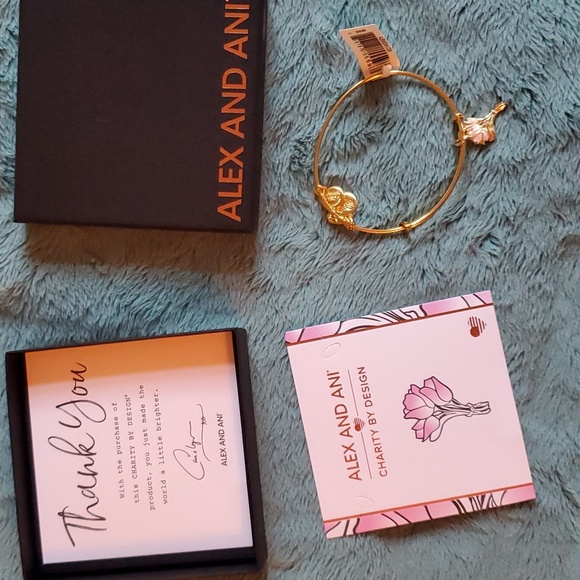 ALEX AND ANI
Thank You
With the purchase of
this CHARITY BY DESIGN
product, you just made the
world a little brighter.
xo
ALEX AND ANI
ALEX AND ANI
CHARITY BY DESIGN